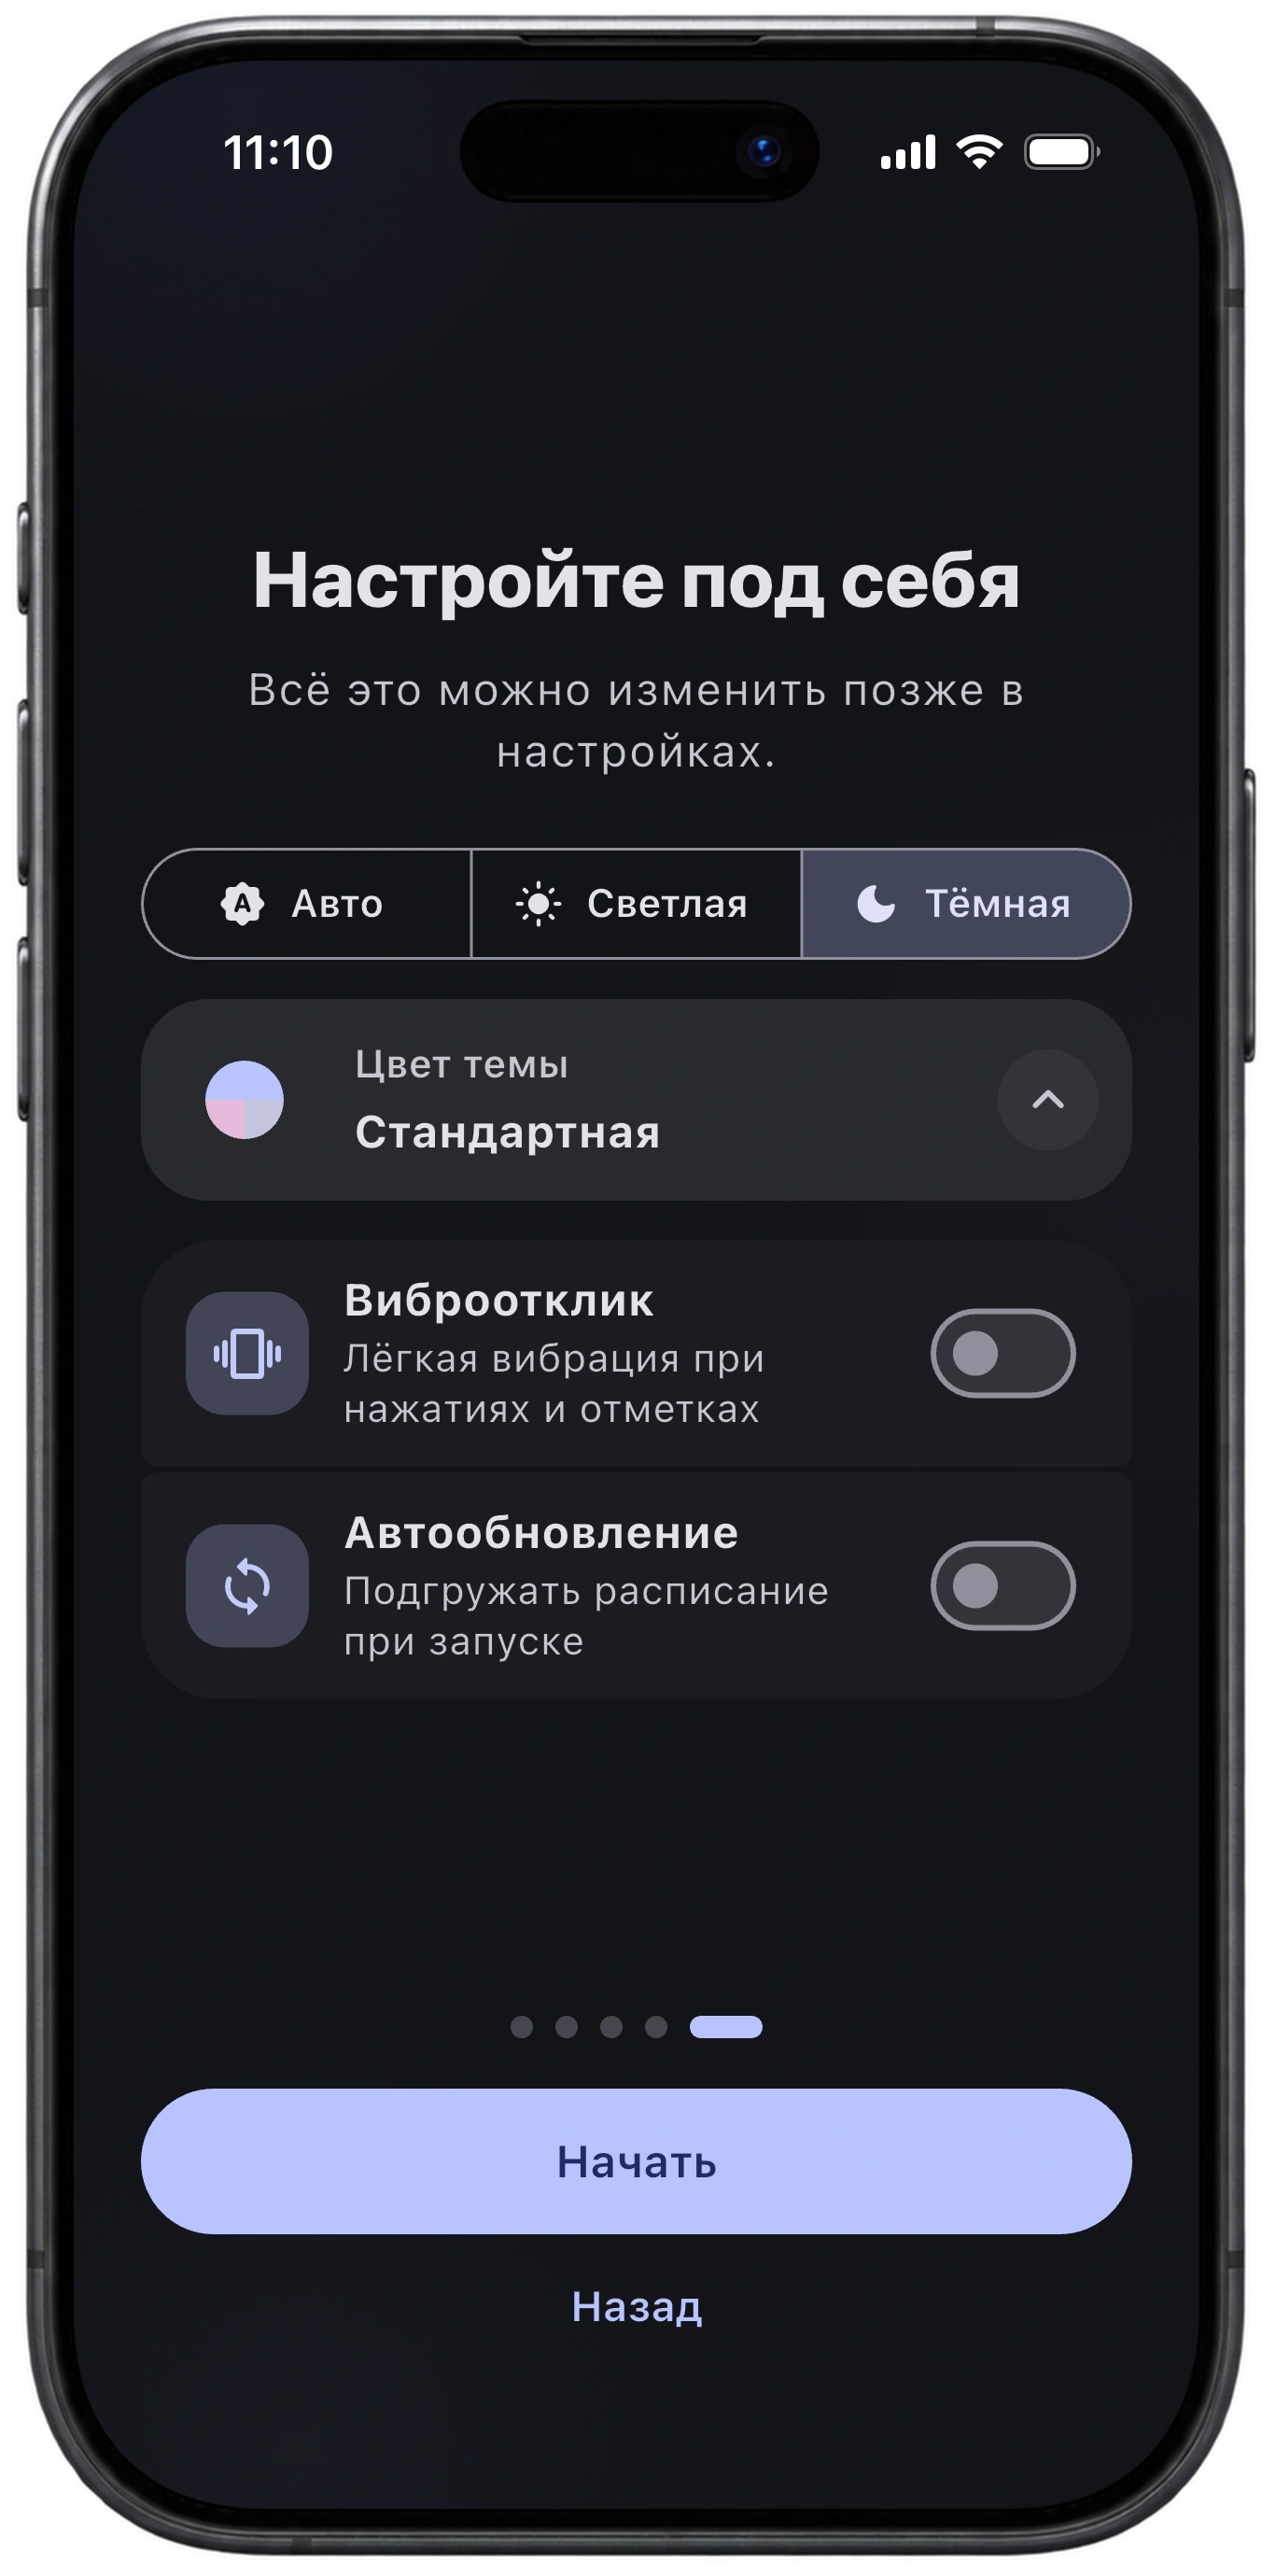 11:10
Настройте под себя
Всё это можно изменить позже в
настройках.
A Авто
Светлая
Тёмная
Цвет темы
Стандартная
Виброотклик
Лёгкая вибрация при
нажатиях и отметках
Автообновление
Подгружать расписание
при запуске
Начать
Назад